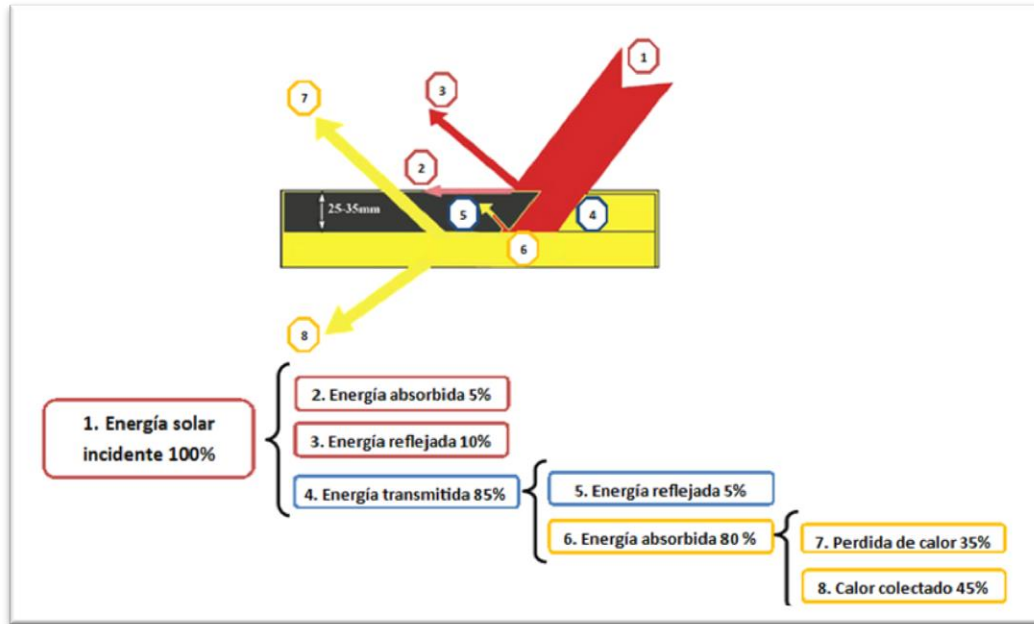 1
3
7
2
25-35mm
5
4
6
8
1. Energía solar
incidente 100%
2. Energía absorbida 5%
3. Energía reflejada 10%
4. Energía transmitida 85%
5. Energía reflejada 5%
6. Energía absorbida 80 %
7. Perdida de calor 35%
8. Calor colectado 45%